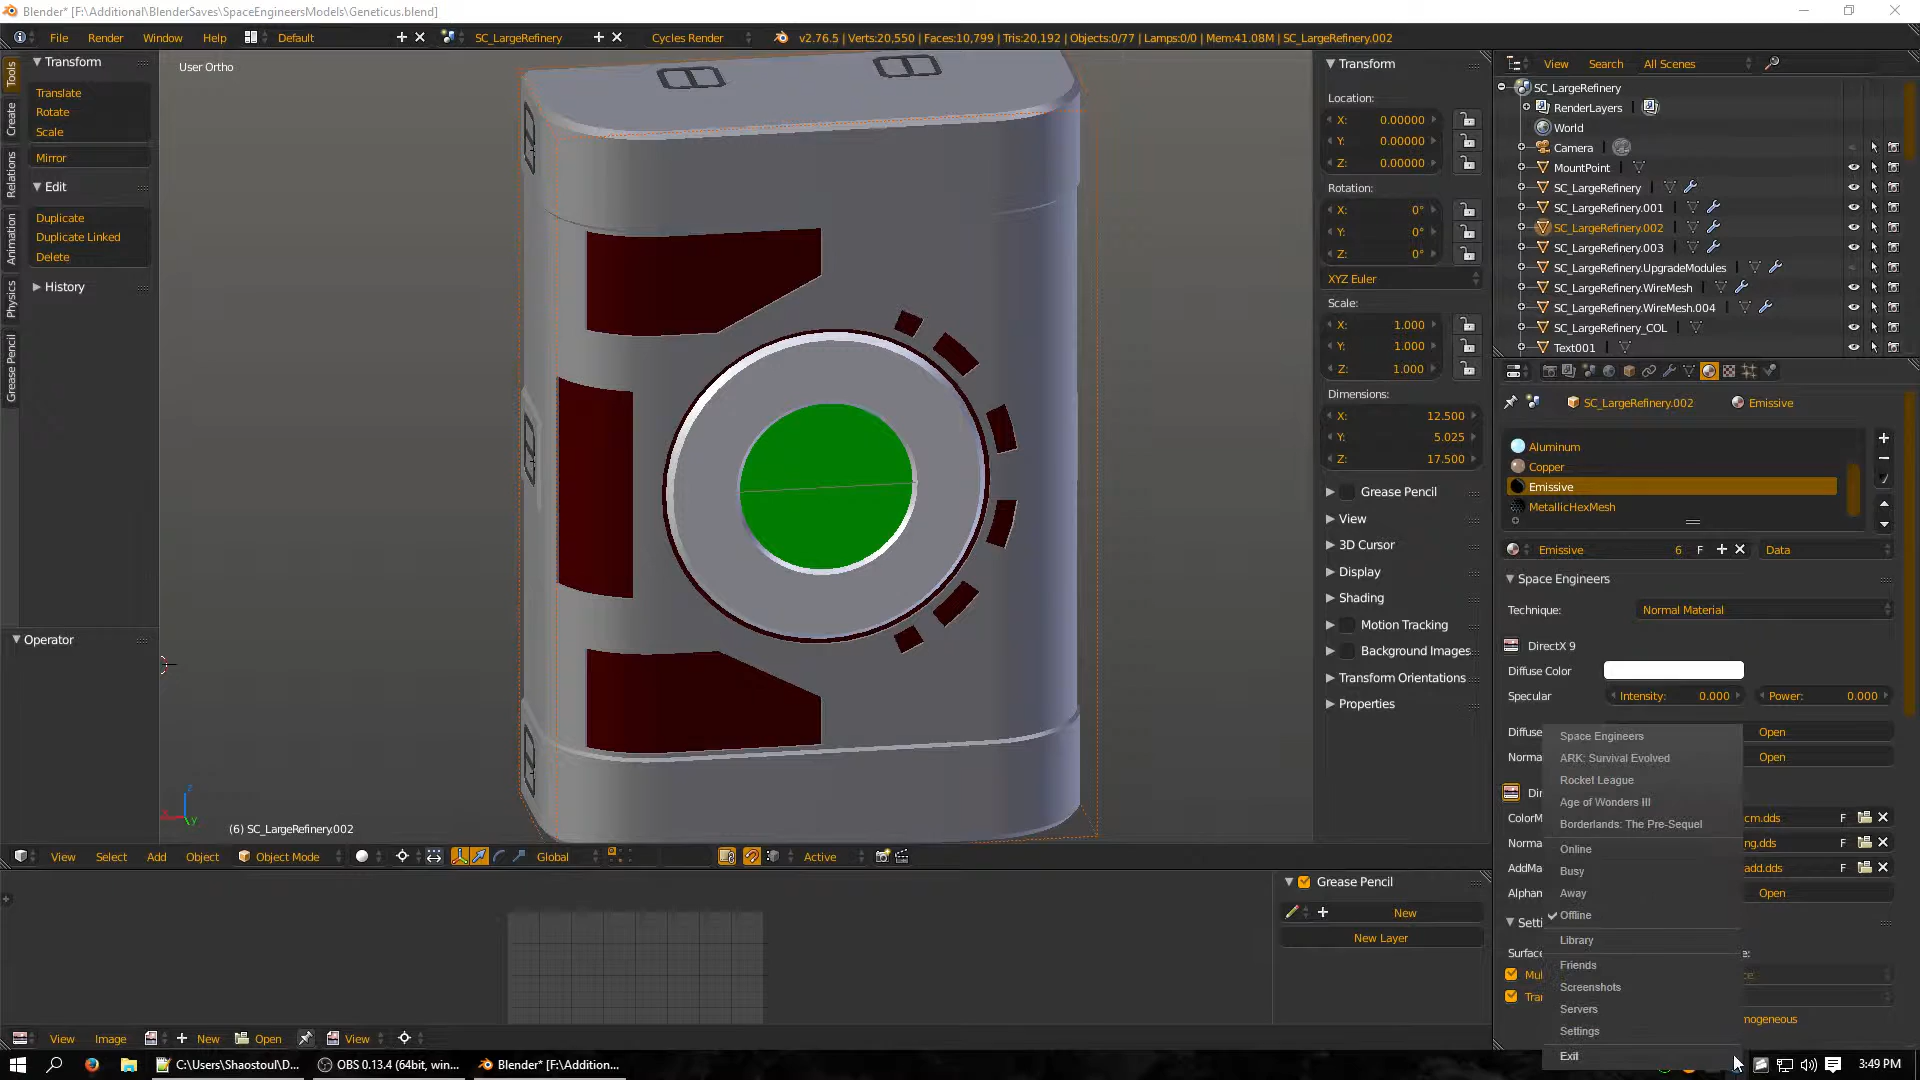 Blender* [F:\Additional\BlenderSaves\SpaceEngineersModels\Geneticus.blend]
File Render Window Help Default SC_LargeRefinery Cycles Render v2.76.5 | Verts:20,550 | Faces:10,799 | Tris:20,192 | Objects:0/77 | Lamps:0/0 | Mem:41.08M | SC_LargeRefinery.002
Tools
Create
Relations
Animation
Physics
Grease Pencil
Transform
Translate
Rotate
Scale
Mirror
Edit
Duplicate
Duplicate Linked
Delete
History
Operator
User Ortho
(6) SC_LargeRefinery.002
View Select Add Object Object Mode Global Active
Transform
Location:
X: 0.00000
Y: 0.00000
Z: 0.00000
Rotation:
X: 0°
Y: 0°
Z: 0°
XYZ Euler
Scale:
X: 1.000
Y: 1.000
Z: 1.000
Dimensions:
X: 12.500
Y: 5.025
Z: 17.500
Grease Pencil
View
3D Cursor
Display
Shading
Motion Tracking
Background Images
Transform Orientations
Properties
Grease Pencil
New
New Layer
View Image New Open View
View Search All Scenes
SC_LargeRefinery
RenderLayers
World
Camera
MountPoint
SC_LargeRefinery
SC_LargeRefinery.001
SC_LargeRefinery.002
SC_LargeRefinery.003
SC_LargeRefinery.UpgradeModules
SC_LargeRefinery.WireMesh
SC_LargeRefinery.WireMesh.004
SC_LargeRefinery_COL
Text001
SC_LargeRefinery.002 Emissive
Aluminum
Copper
Emissive
MetallicHexMesh
Emissive 6 F Data
Space Engineers
Technique: Normal Material
DirectX 9
Diffuse Color
Specular Intensity: 0.000 Power: 0.000
Diffuse Open
Norma Open
Dir
ColorM cm.dds F
Norma ng.dds F
AddMa add.dds F
Alphan Open
Setti
Surface e:
Mul
Tran mogeneous
Space Engineers
ARK: Survival Evolved
Rocket League
Age of Wonders III
Borderlands: The Pre-Sequel
Online
Busy
Away
Offline
Library
Friends
Screenshots
Servers
Settings
Exit
C:\Users\Shaostoul\D... OBS 0.13.4 (64bit, win... Blender* [F:\Addition... 3:49 PM